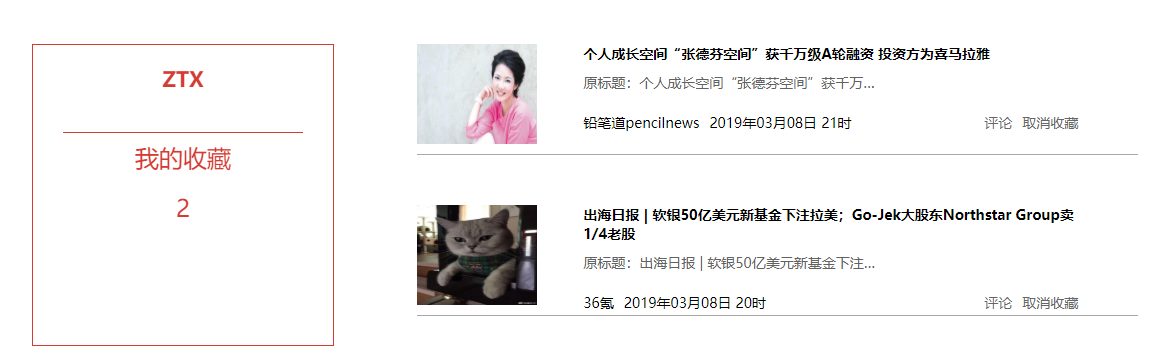 ZTX
我的收藏
2
个人成长空间“张德芬空间”获千万级A轮融资 投资方为喜马拉雅
原标题：个人成长空间“张德芬空间”获千万...
铅笔道pencilnews 2019年03月08日 21时
评论 取消收藏
出海日报 | 软银50亿美元新基金下注拉美；Go-Jek大股东Northstar Group卖
1/4老股
原标题：出海日报 | 软银50亿美元新基金下注...
36氪 2019年03月08日 20时
评论 取消收藏